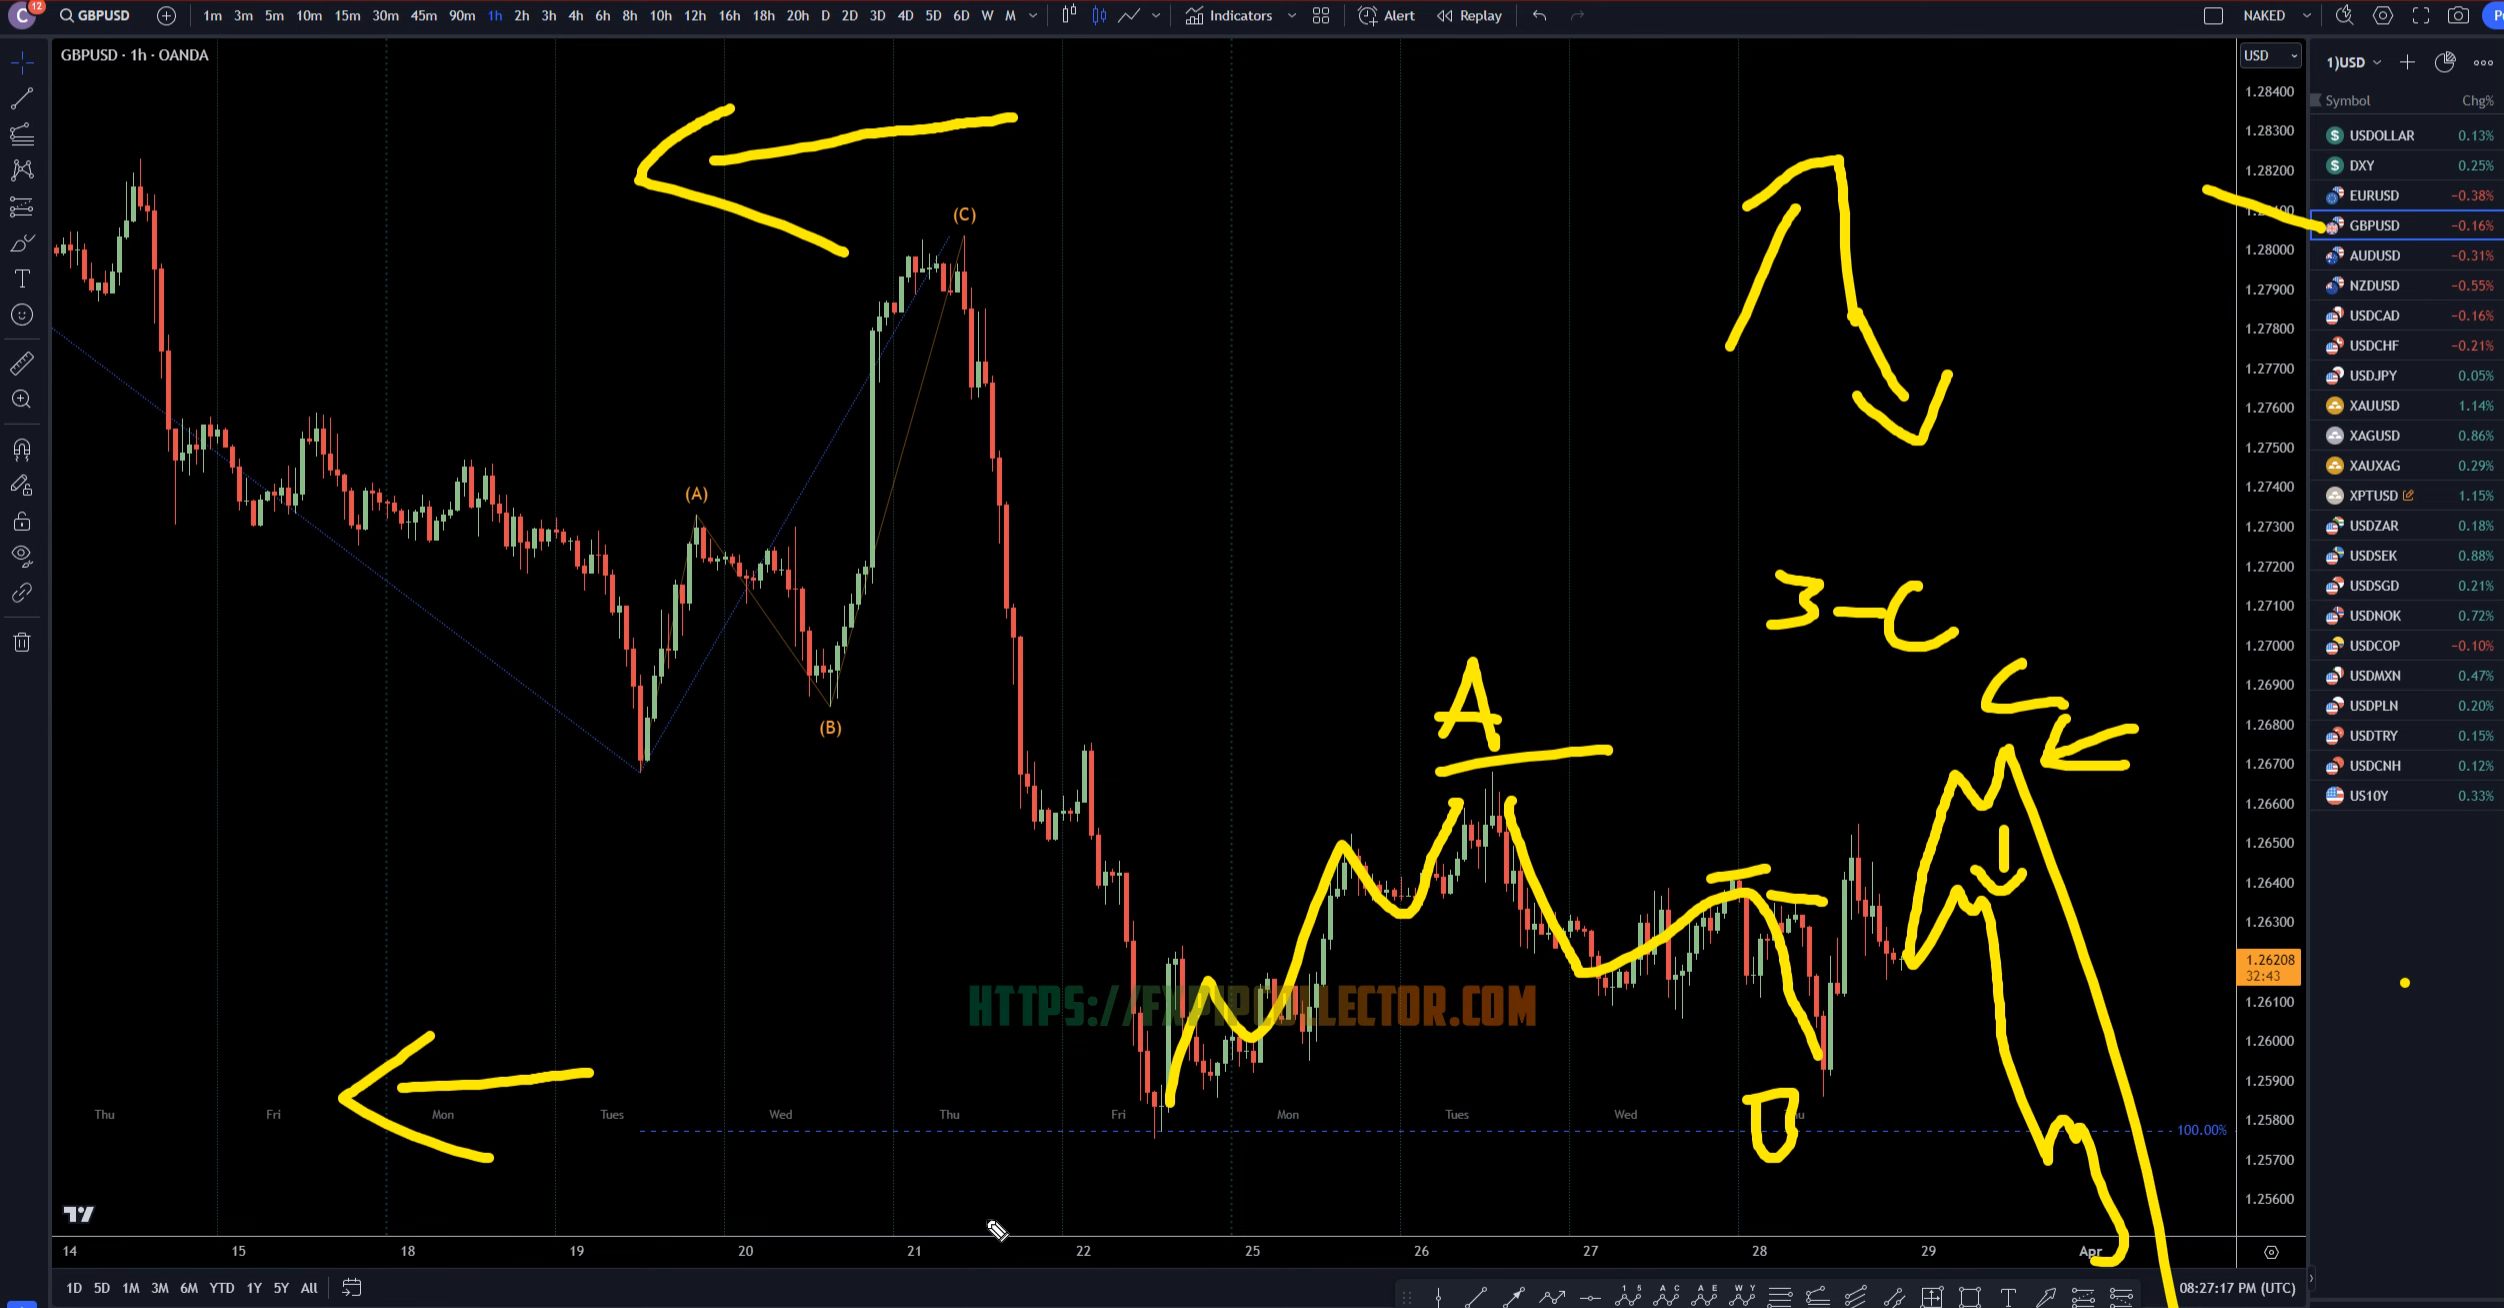 C 12 GBPUSD 1m 3m 5m 10m 15m 30m 45m 90m 1h 2h 3h 4h 6h 8h 10h 12h 16h 18h 20h D 2D 3D 4D 5D 6D W M Indicators Alert Replay NAKED
GBPUSD · 1h · OANDA
USD
1)USD
Symbol Chg%
USDOLLAR 0.13%
DXY 0.25%
EURUSD −0.38%
GBPUSD −0.16%
AUDUSD −0.31%
NZDUSD −0.55%
USDCAD −0.16%
USDCHF −0.21%
USDJPY 0.05%
XAUUSD 1.14%
XAGUSD 0.86%
XAUXAG 0.29%
XPTUSD 1.15%
USDZAR 0.18%
USDSEK 0.88%
USDSGD 0.21%
USDNOK 0.72%
USDCOP −0.10%
USDMXN 0.47%
USDPLN 0.20%
USDTRY 0.15%
USDCNH 0.12%
US10Y 0.33%
1.28400
1.28300
1.28200
1.28000
1.27900
1.27800
1.27700
1.27600
1.27500
1.27400
1.27300
1.27200
1.27100
1.27000
1.26900
1.26800
1.26700
1.26600
1.26500
1.26400
1.26300
1.26208
32:43
1.26100
1.26000
1.25900
1.25800
1.25700
1.25600
(C)
(A)
(B)
3-C
A
C
HTTPS://FXPIPCOLLECTOR.COM
Thu Fri Mon Tues Wed Thu Fri Mon Tues Wed
100.00%
14 15 18 19 20 21 22 25 26 27 28 29 Apr
1D 5D 1M 3M 6M YTD 1Y 5Y All
08:27:17 PM (UTC)